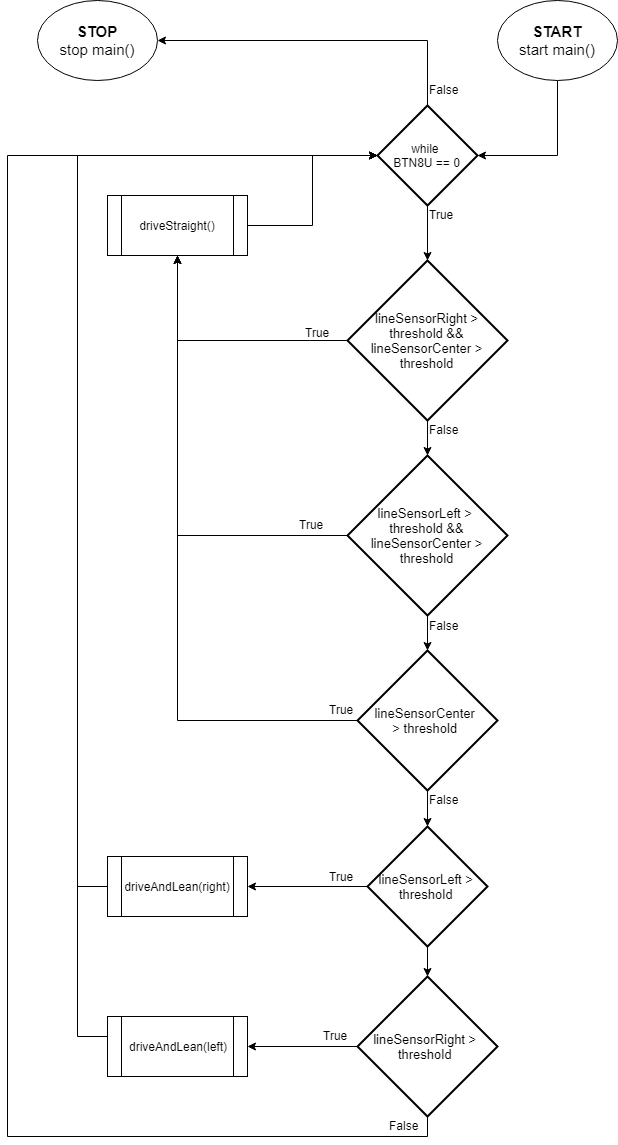 STOP
stop main()
START
start main()
False
while
BTN8U == 0
True
driveStraight()
lineSensorRight >
threshold &&
lineSensorCenter >
threshold
True
False
lineSensorLeft >
threshold &&
lineSensorCenter >
threshold
True
False
lineSensorCenter
> threshold
True
False
lineSensorLeft >
threshold
True
driveAndLean(right)
lineSensorRight >
threshold
True
driveAndLean(left)
False